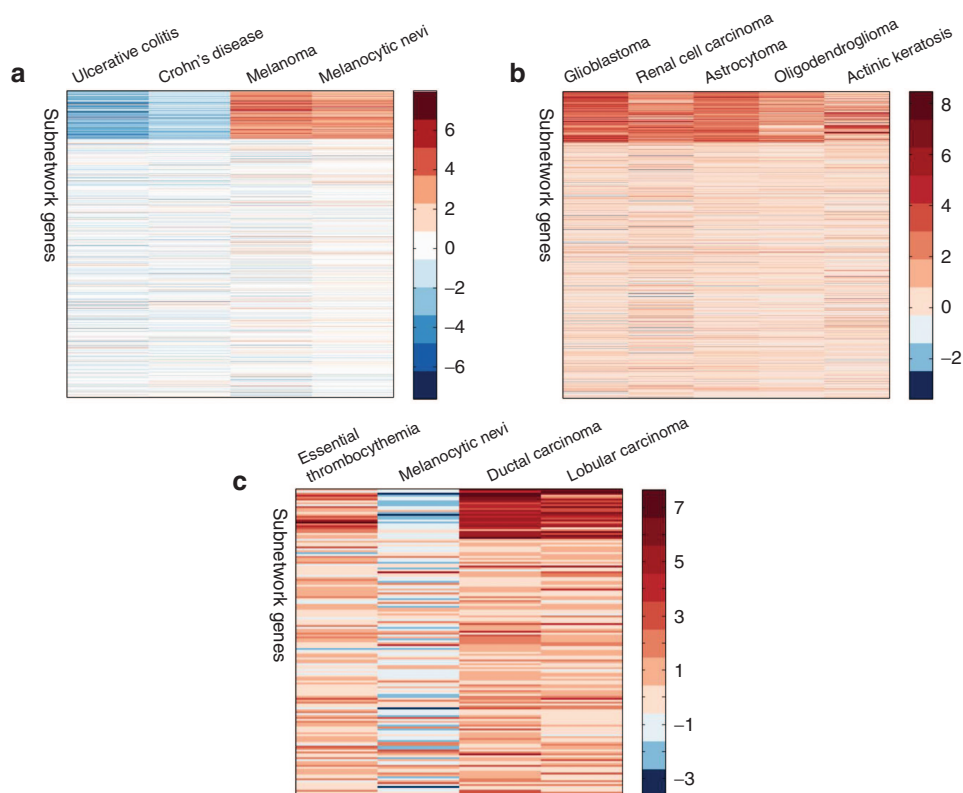 a
Ulcerative colitis
Crohn's disease
Melanoma
Melanocytic nevi
Subnetwork genes
6
4
2
0
−2
−4
−6
b
Glioblastoma
Renal cell carcinoma
Astrocytoma
Oligodendroglioma
Actinic keratosis
Subnetwork genes
8
6
4
2
0
−2
c
Essential
thrombocythemia
Melanocytic nevi
Ductal carcinoma
Lobular carcinoma
Subnetwork genes
7
5
3
1
−1
−3